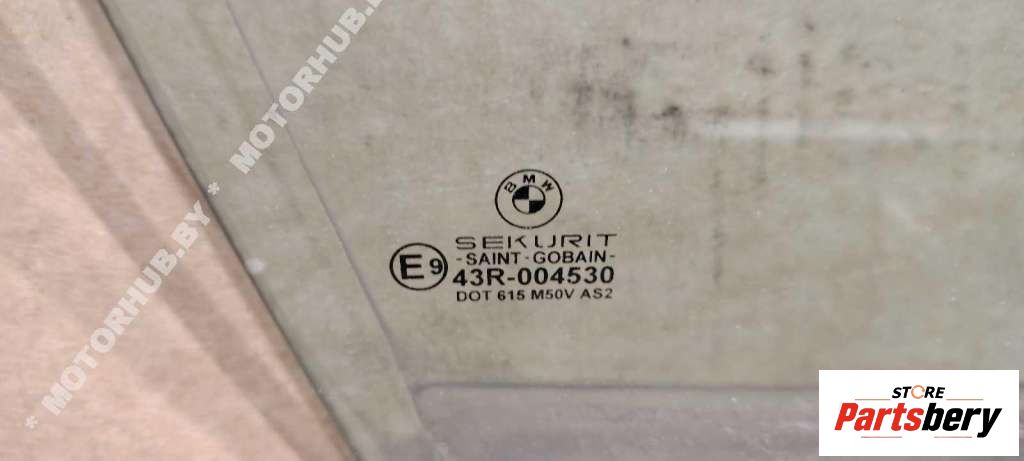 * MOTORHUB.BY * MOTORHUB.BY
BMW
SEKURIT
-SAINT-GOBAIN-
E9
43R-004530
DOT 615 M50V AS2
STORE
Partsbery